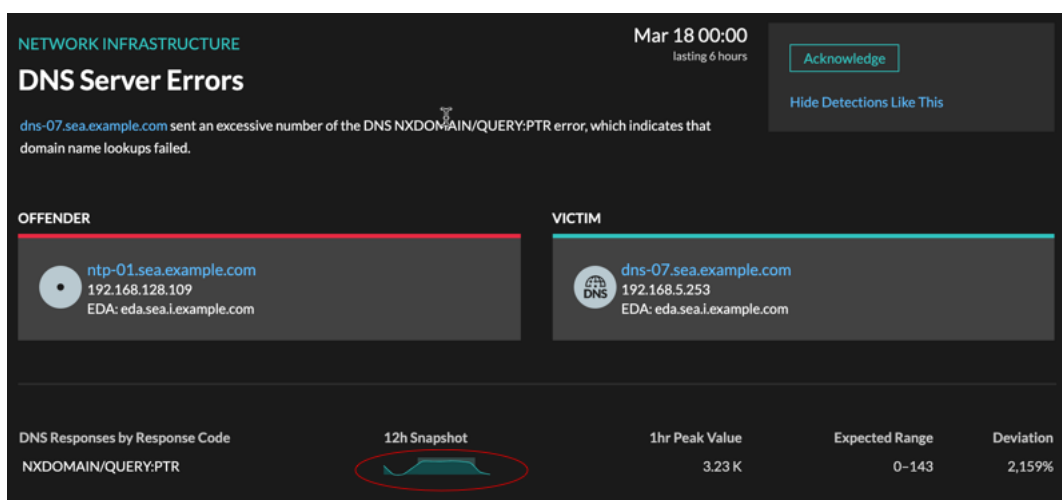 NETWORK INFRASTRUCTURE
Mar 18 00:00
lasting 6 hours
Acknowledge
DNS Server Errors
Hide Detections Like This
dns-07.sea.example.com sent an excessive number of the DNS NXDOMAIN/QUERY:PTR error, which indicates that
domain name lookups failed.
OFFENDER
ntp-01.sea.example.com
192.168.128.109
EDA: eda.sea.i.example.com
VICTIM
DNS
dns-07.sea.example.com
192.168.5.253
EDA: eda.sea.i.example.com
DNS Responses by Response Code 12h Snapshot 1hr Peak Value Expected Range Deviation
NXDOMAIN/QUERY:PTR 3.23 K 0–143 2,159%